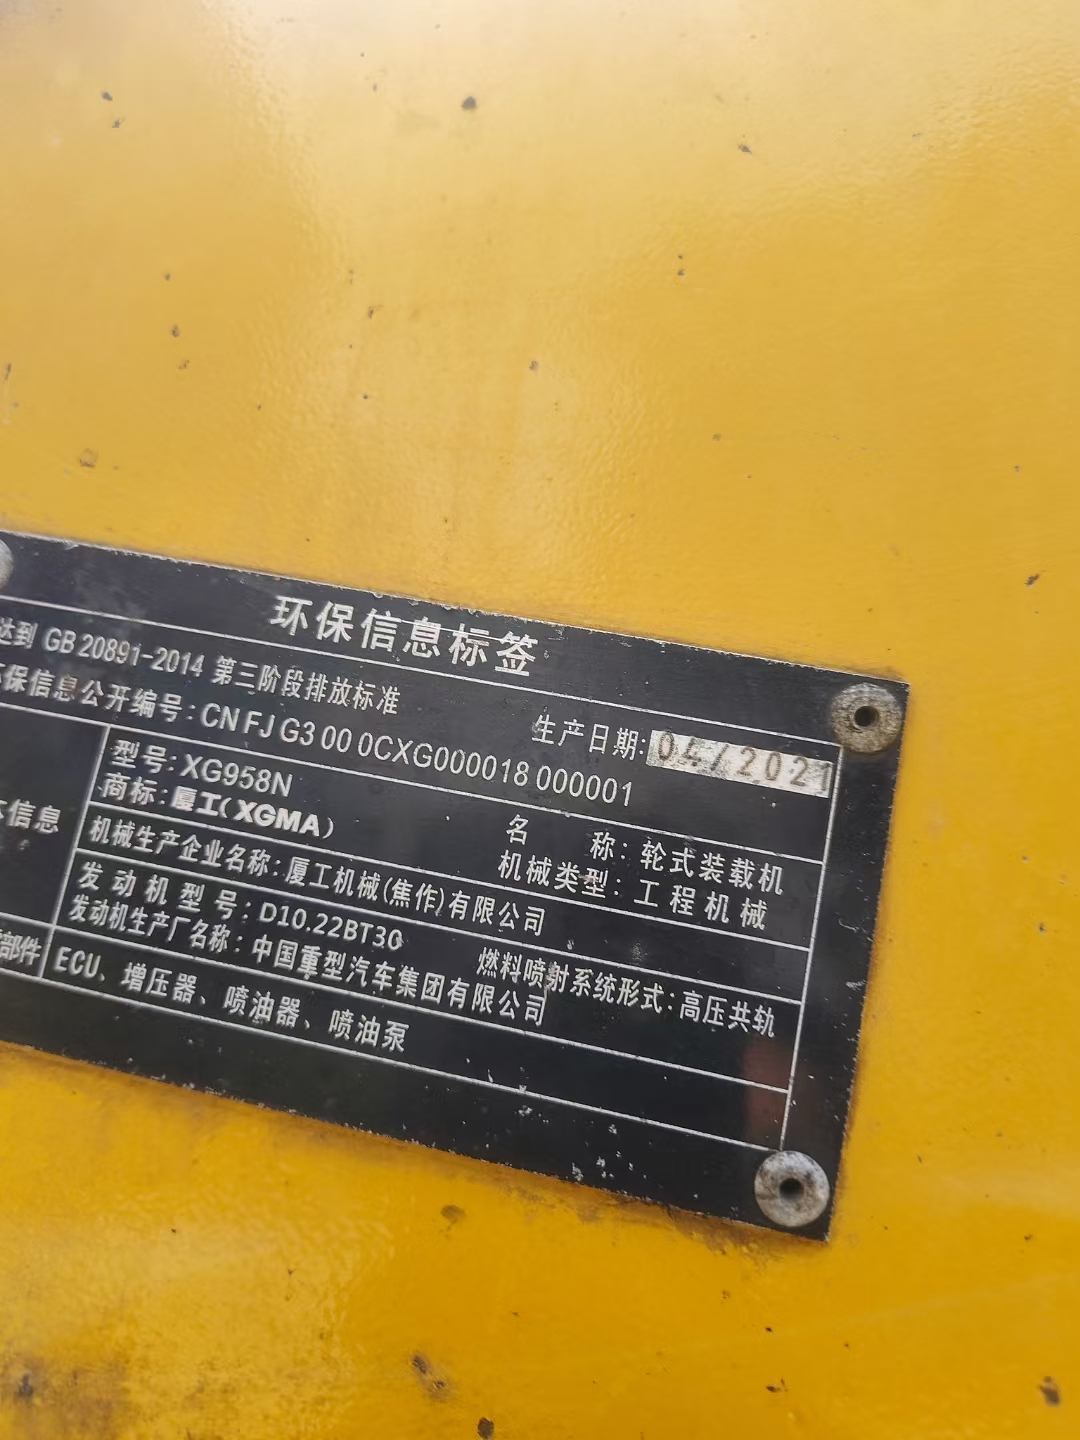 环保信息标签
达到 GB 20891-2014 第三阶段排放标准
生产日期: 04/2021
环保信息公开编号: CN FJ G3 00 0CXG000018 000001
型号: XG958N
名 称: 轮式装载机
商标: 厦工(XGMA)
机械类型: 工程机械
信息
机械生产企业名称: 厦工机械(焦作)有限公司
发动机型号: D10.22BT30
燃料喷射系统形式: 高压共轨
发动机生产厂名称: 中国重型汽车集团有限公司
部件
ECU、增压器、喷油器、喷油泵